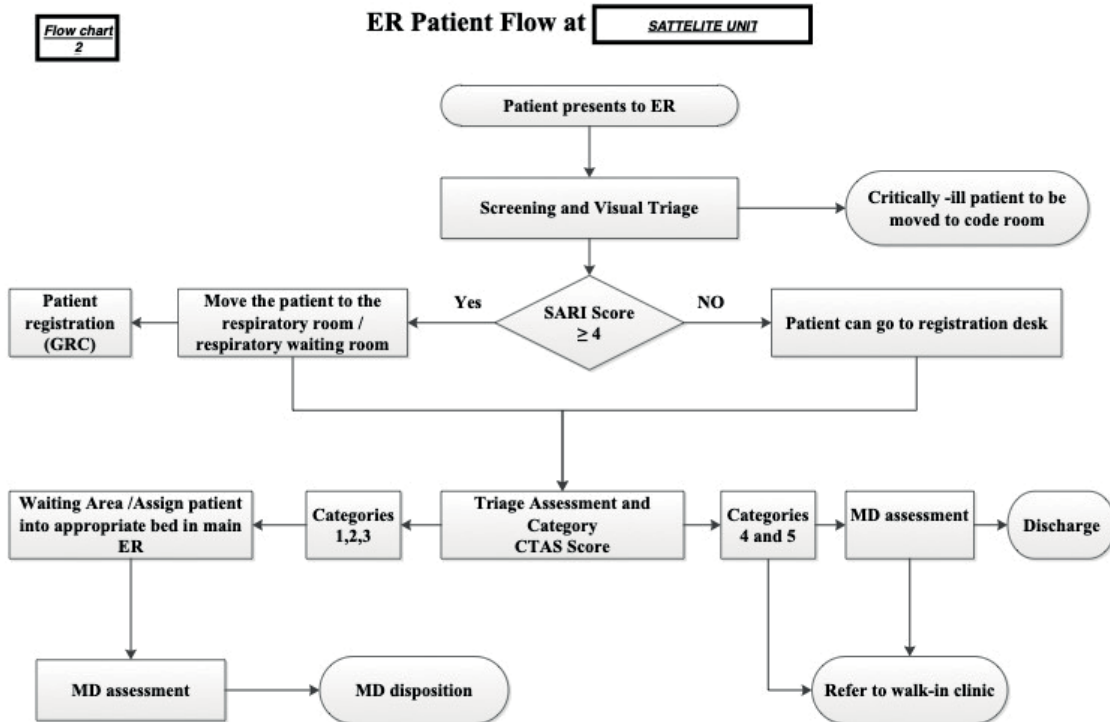 Flow chart
2
ER Patient Flow at
SATTELITE UNIT
Patient presents to ER
Screening and Visual Triage
Critically -ill patient to be
moved to code room
SARI Score
≥ 4
Yes
NO
Move the patient to the
respiratory room /
respiratory waiting room
Patient
registration
(GRC)
Patient can go to registration desk
Waiting Area /Assign patient
into appropriate bed in main
ER
Categories
1,2,3
Triage Assessment and
Category
CTAS Score
Categories
4 and 5
MD assessment
Discharge
MD assessment
MD disposition
Refer to walk-in clinic